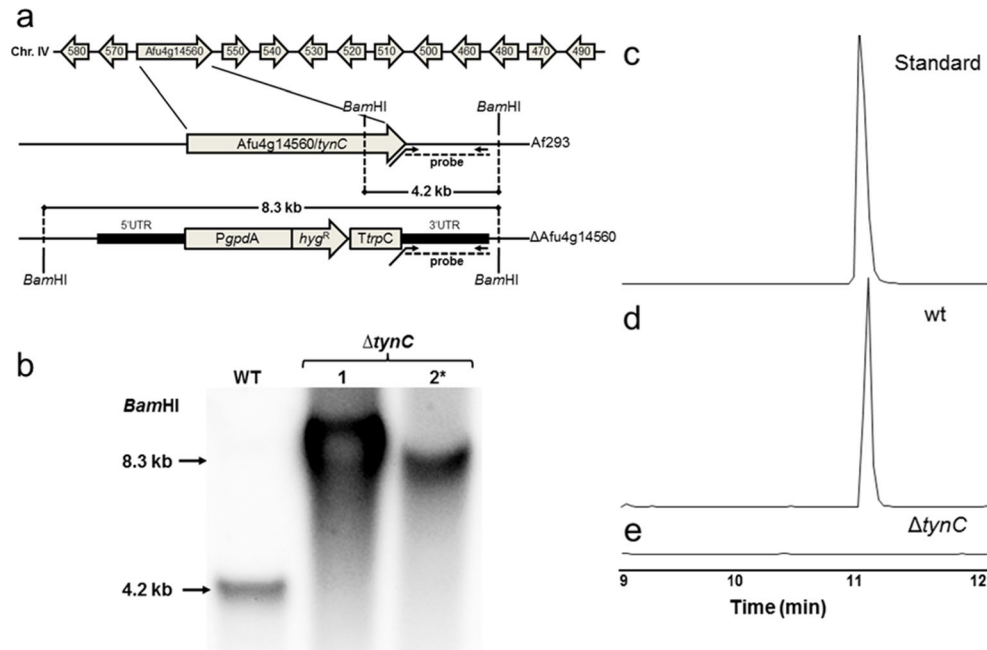 a
Chr. IV 580 570 Afu4g14560 550 540 530 520 510 500 460 480 470 490
BamHI BamHI
Afu4g14560/tynC Af293
probe
4.2 kb
8.3 kb
5'UTR 3'UTR
PgpdA hygR TtrpC ΔAfu4g14560
probe
BamHI BamHI
b
ΔtynC
WT 1 2*
BamHI
8.3 kb
4.2 kb
c
Standard
d
wt
e
ΔtynC
9 10 11 12
Time (min)